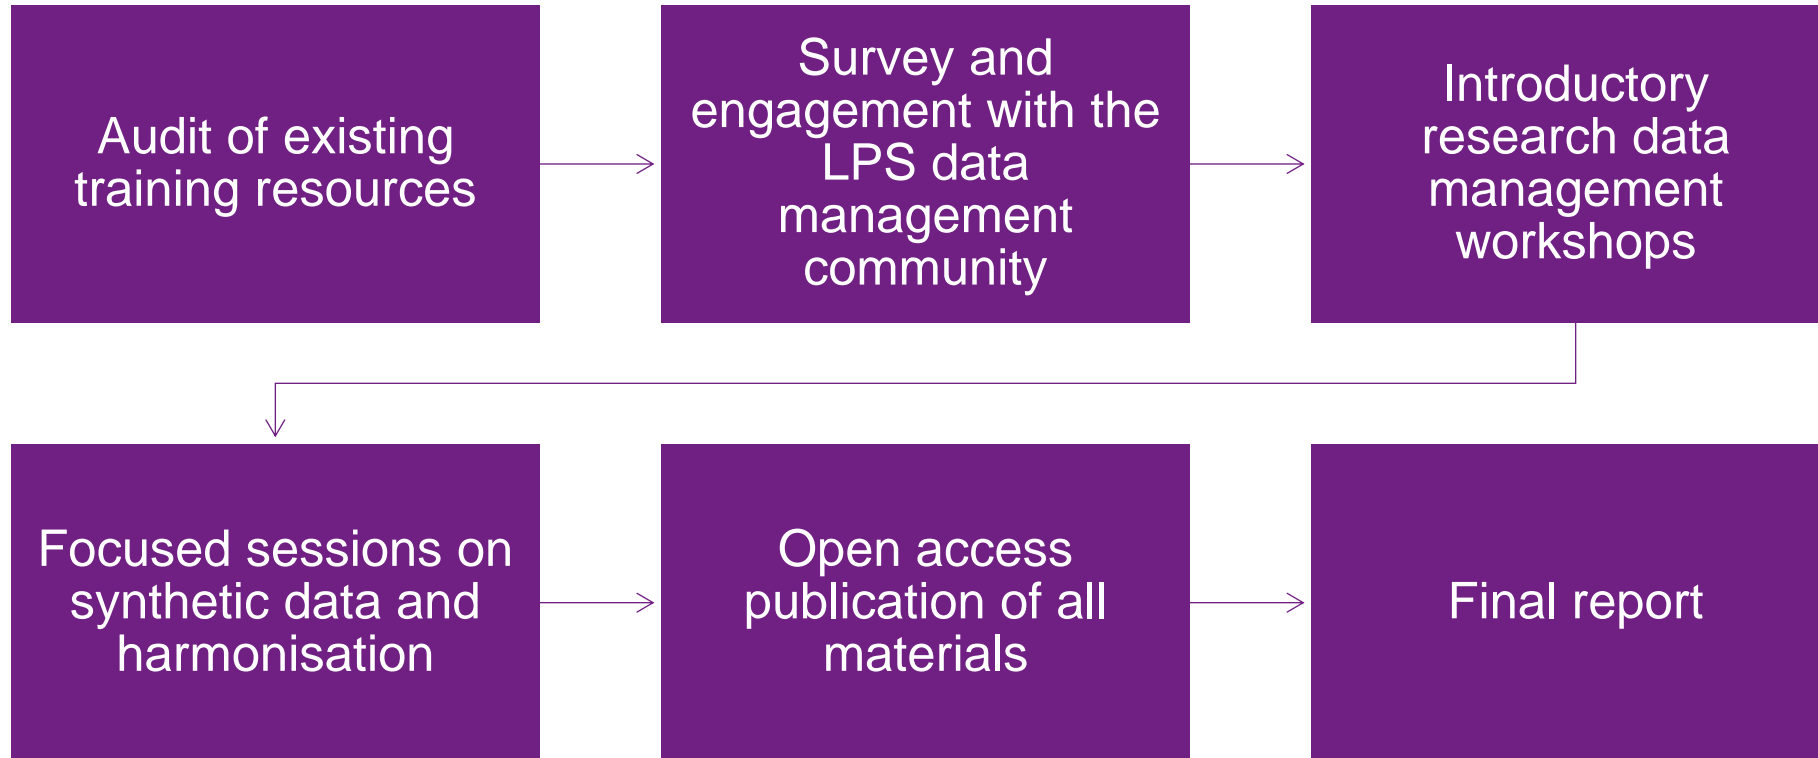 Audit of existing
training resources
Survey and
engagement with the
LPS data
management
community
Introductory
research data
management
workshops
Focused sessions on
synthetic data and
harmonisation
Open access
publication of all
materials
Final report